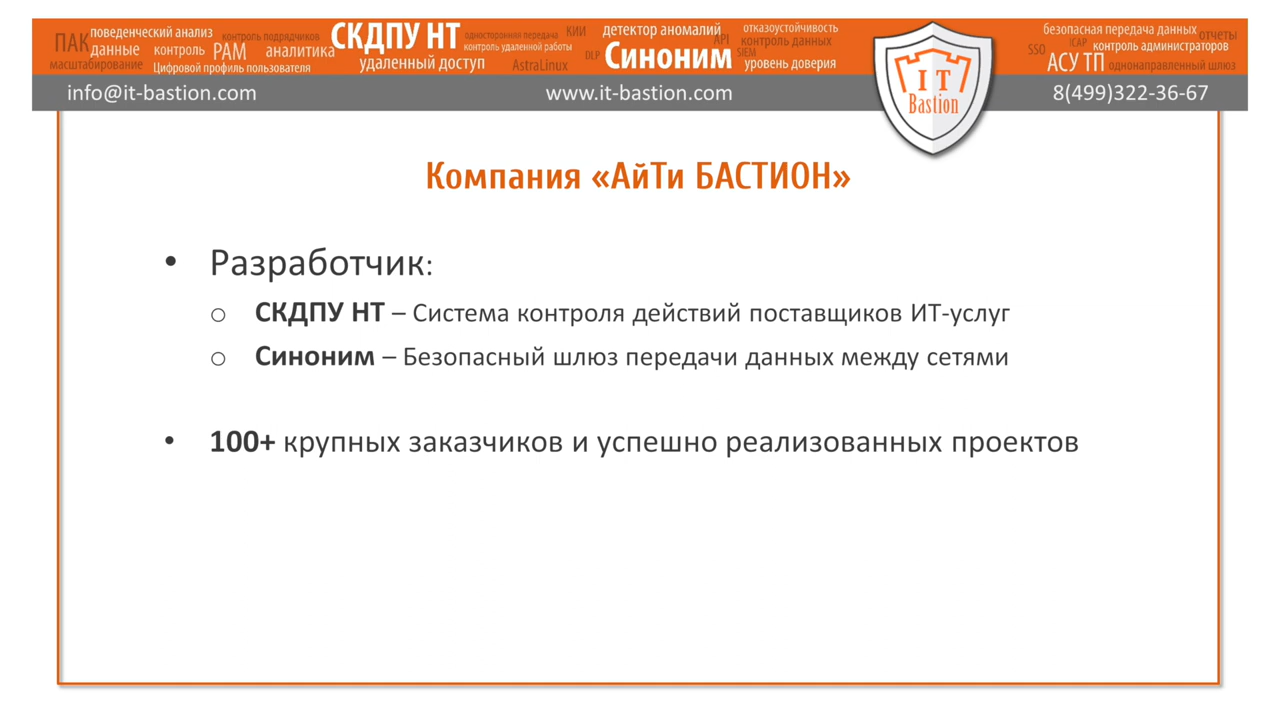 ПАК поведенческий анализ контроль подрядчиков СКДПУ НТ односторонняя передача КИИ детектор аномалий отказоустойчивость безопасная передача данных отчеты
данные контроль PAM аналитика контроль удаленной работы API контроль данных SSO ICAP контроль администраторов
масштабирование Цифровой профиль пользователя удаленный доступ AstraLinux DLP Синоним SIEM уровень доверия АСУ ТП однонаправленный шлюз
info@it-bastion.com www.it-bastion.com 8(499)322-36-67
IT
Bastion
Компания «АйТи БАСТИОН»
• Разработчик:
o СКДПУ НТ – Система контроля действий поставщиков ИТ-услуг
o Синоним – Безопасный шлюз передачи данных между сетями
• 100+ крупных заказчиков и успешно реализованных проектов